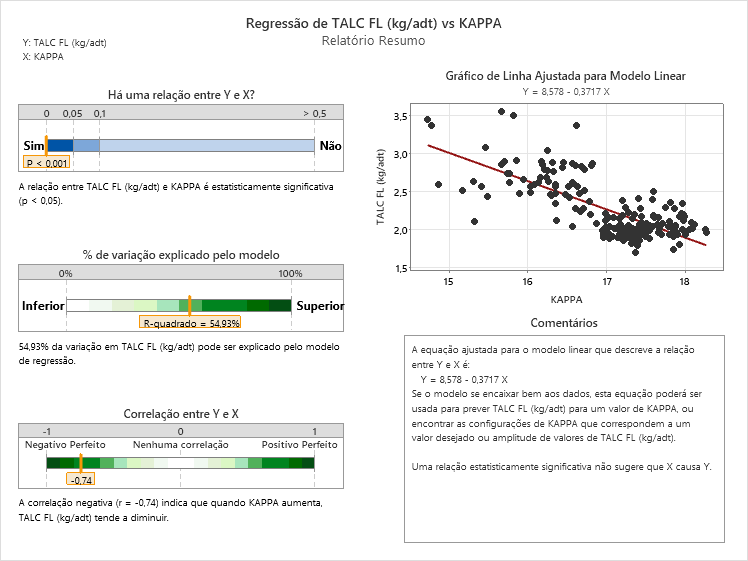 Regressão de TALC FL (kg/adt) vs KAPPA
Relatório Resumo
Y: TALC FL (kg/adt)
X: KAPPA
Há uma relação entre Y e X?
0 0,05 0,1 > 0,5
Sim Não
P < 0,001
A relação entre TALC FL (kg/adt) e KAPPA é estatisticamente significativa
(p < 0,05).
% de variação explicado pelo modelo
0% 100%
Inferior Superior
R-quadrado = 54,93%
54,93% da variação em TALC FL (kg/adt) pode ser explicado pelo modelo
de regressão.
Correlação entre Y e X
-1 0 1
Negativo Perfeito Nenhuma correlação Positivo Perfeito
-0,74
A correlação negativa (r = -0,74) indica que quando KAPPA aumenta,
TALC FL (kg/adt) tende a diminuir.
Gráfico de Linha Ajustada para Modelo Linear
Y = 8,578 - 0,3717 X
3,5
3,0
2,5
2,0
1,5
TALC FL (kg/adt)
15 16 17 18
KAPPA
Comentários
A equação ajustada para o modelo linear que descreve a relação
entre Y e X é:
Y = 8,578 - 0,3717 X
Se o modelo se encaixar bem aos dados, esta equação poderá ser
usada para prever TALC FL (kg/adt) para um valor de KAPPA, ou
encontrar as configurações de KAPPA que correspondem a um
valor desejado ou amplitude de valores de TALC FL (kg/adt).
Uma relação estatisticamente significativa não sugere que X causa Y.